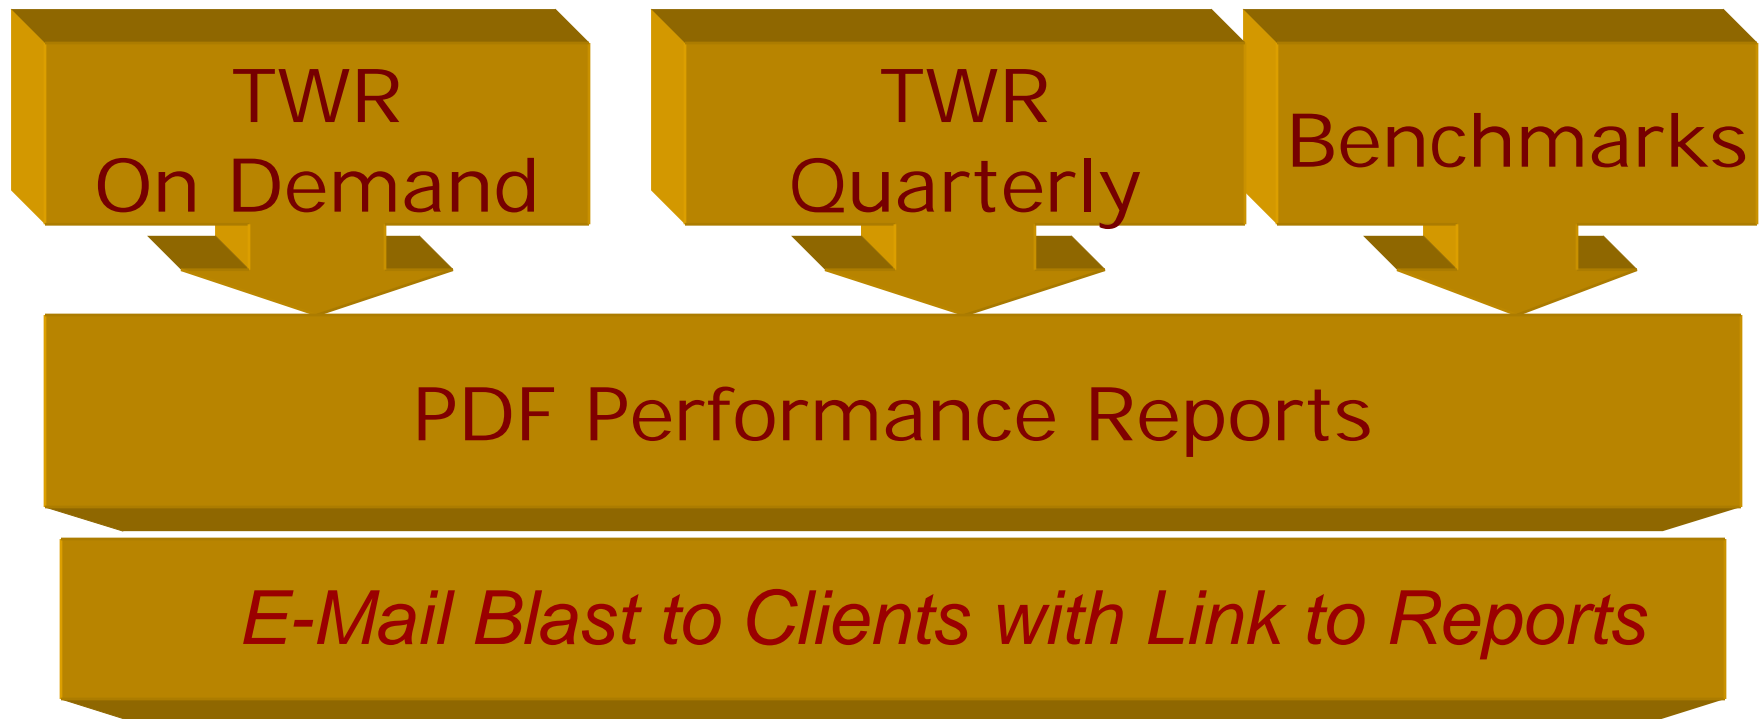 TWR
On Demand
TWR
Quarterly
Benchmarks
PDF Performance Reports
E-Mail Blast to Clients with Link to Reports